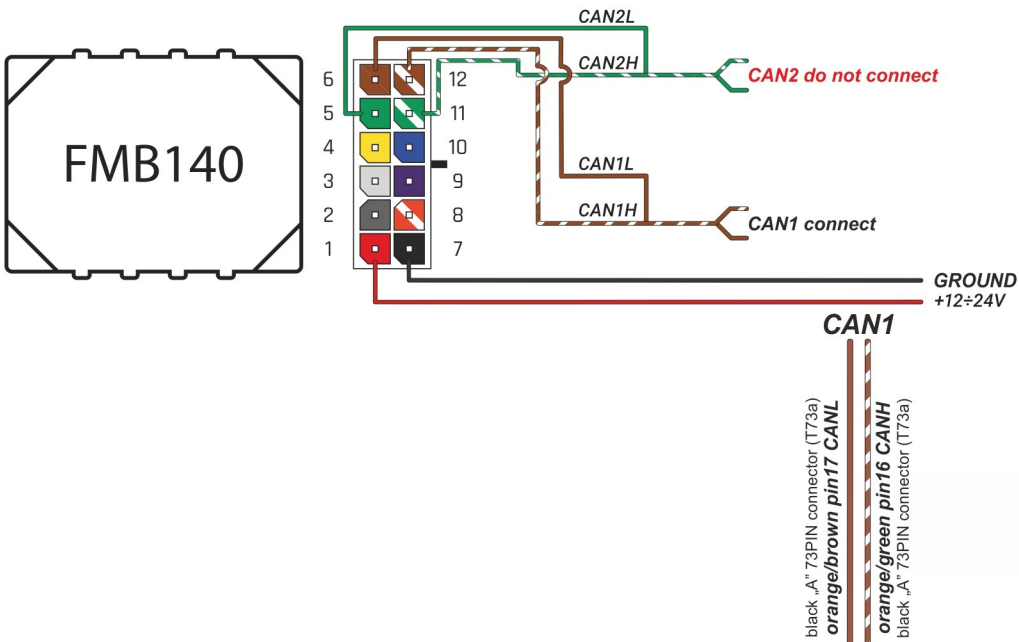 CAN2L
CAN2H
CAN2 do not connect
FMB140
6 12
5 11
4 10
3 9
2 8
1 7
CAN1L
CAN1H
CAN1 connect
GROUND
+12÷24V
CAN1
black „A” 73PIN connector (T73a)
orange/brown pin17 CANL
orange/green pin16 CANH
black „A” 73PIN connector (T73a)